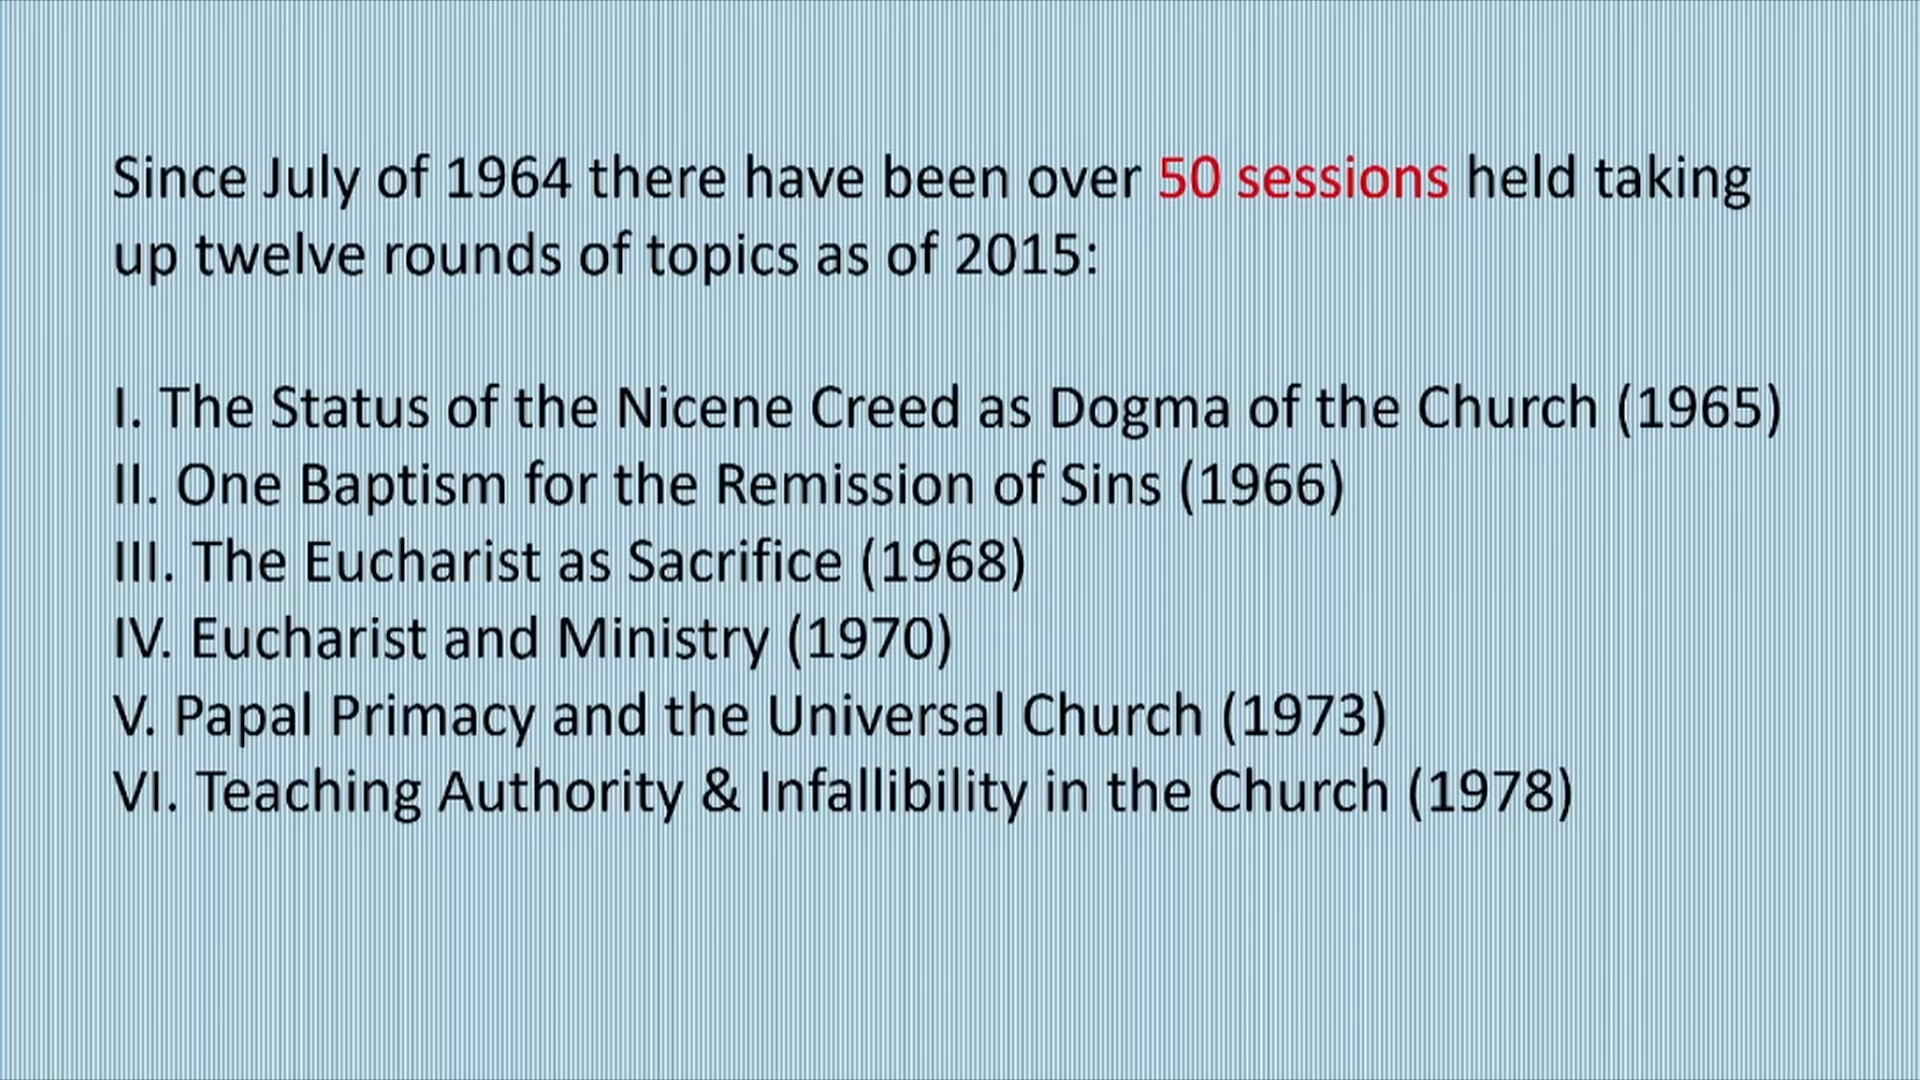 Since July of 1964 there have been over 50 sessions held taking
up twelve rounds of topics as of 2015:
I. The Status of the Nicene Creed as Dogma of the Church (1965)
II. One Baptism for the Remission of Sins (1966)
III. The Eucharist as Sacrifice (1968)
IV. Eucharist and Ministry (1970)
V. Papal Primacy and the Universal Church (1973)
VI. Teaching Authority & Infallibility in the Church (1978)